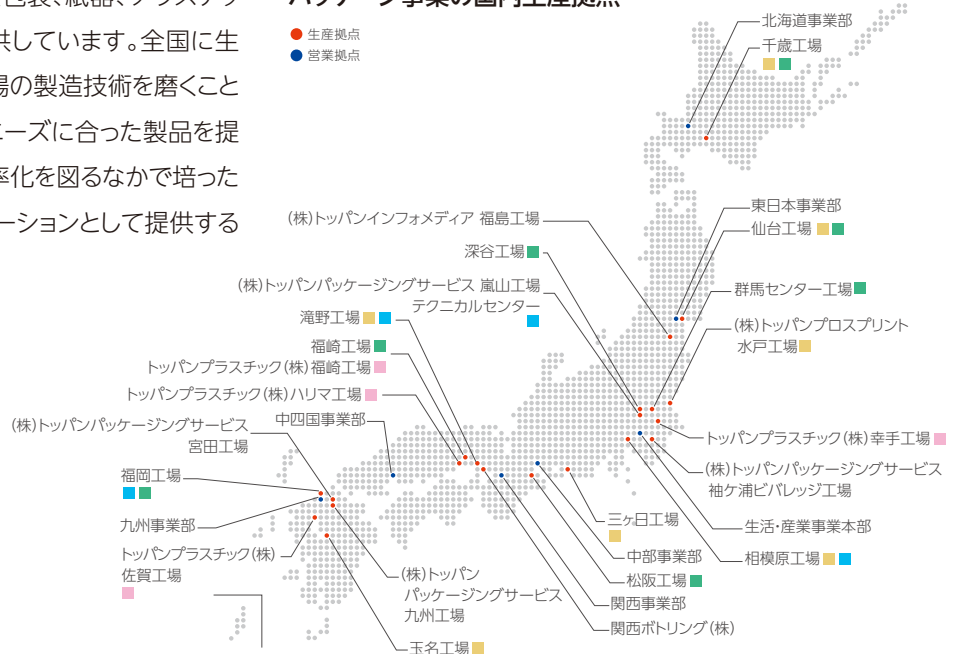 包装、紙器、プラスチッ
供しています。全国に生
場の製造技術を磨くこと
ニーズに合った製品を提
率化を図るなかで培った
ーションとして提供する
パッケージ事業の国内生産拠点
生産拠点
営業拠点
北海道事業部
千歳工場
(株)トッパンインフォメディア 福島工場
深谷工場
(株)トッパンパッケージングサービス 嵐山工場
テクニカルセンター
滝野工場
福崎工場
トッパンプラスチック(株)福崎工場
トッパンプラスチック(株)ハリマ工場
中四国事業部
(株)トッパンパッケージングサービス
宮田工場
福岡工場
九州事業部
トッパンプラスチック(株)
佐賀工場
東日本事業部
仙台工場
群馬センター工場
(株)トッパンプロスプリント
水戸工場
トッパンプラスチック(株)幸手工場
(株)トッパンパッケージングサービス
袖ケ浦ビバレッジ工場
生活・産業事業本部
相模原工場
三ヶ日工場
中部事業部
松阪工場
関西事業部
関西ボトリング(株)
(株)トッパン
パッケージングサービス
九州工場
玉名工場